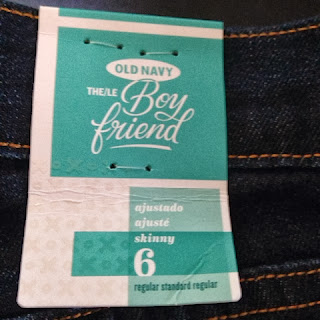 OLD NAVY
THE/LE Boy
friend
ajustado
ajusté
skinny
6
regular standard regular